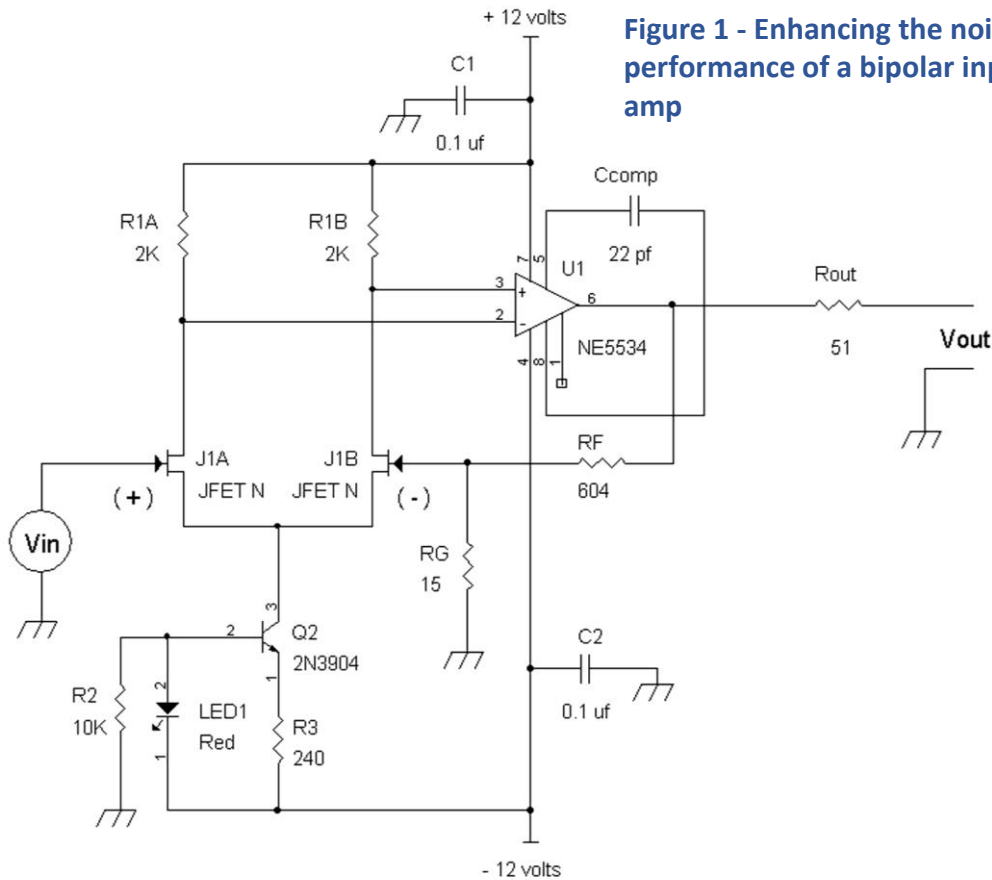 + 12 volts
Figure 1 - Enhancing the noi
performance of a bipolar inp
amp
C1
0.1 uf
Ccomp
22 pf
R1A
2K
R1B
2K
7
5
U1
3
+
2
-
6
4
8
1
NE5534
Rout
51
Vout
J1A
JFET N
(+)
J1B
JFET N
(-)
RF
604
Vin
RG
15
3
2
Q2
2N3904
1
C2
0.1 uf
R2
10K
2
LED1
Red
1
R3
240
- 12 volts